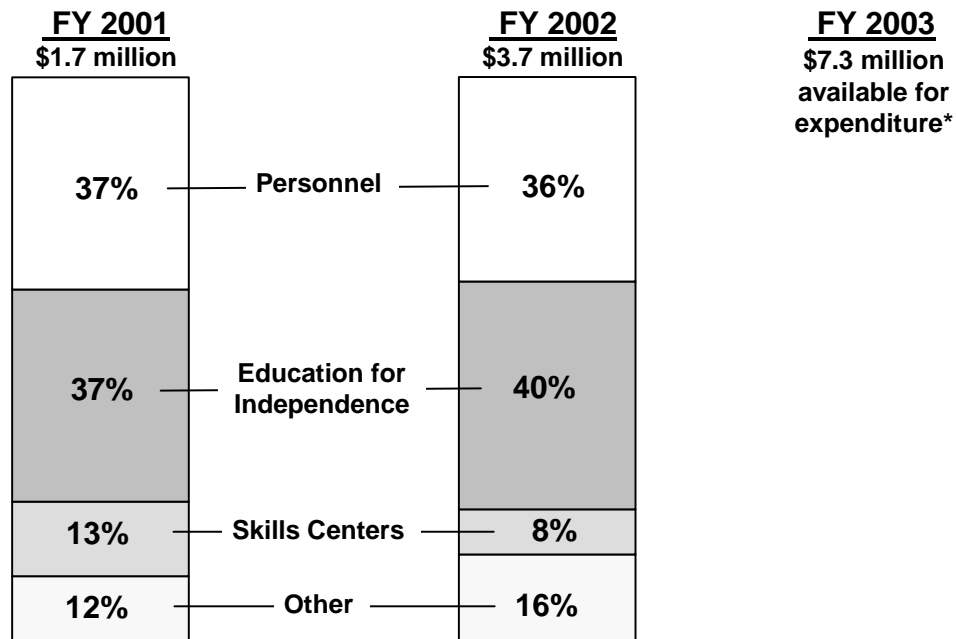 FY 2001
$1.7 million
FY 2002
$3.7 million
FY 2003
$7.3 million
available for
expenditure*
37%
Personnel
36%
37%
Education for
Independence
40%
13%
Skills Centers
8%
12%
Other
16%